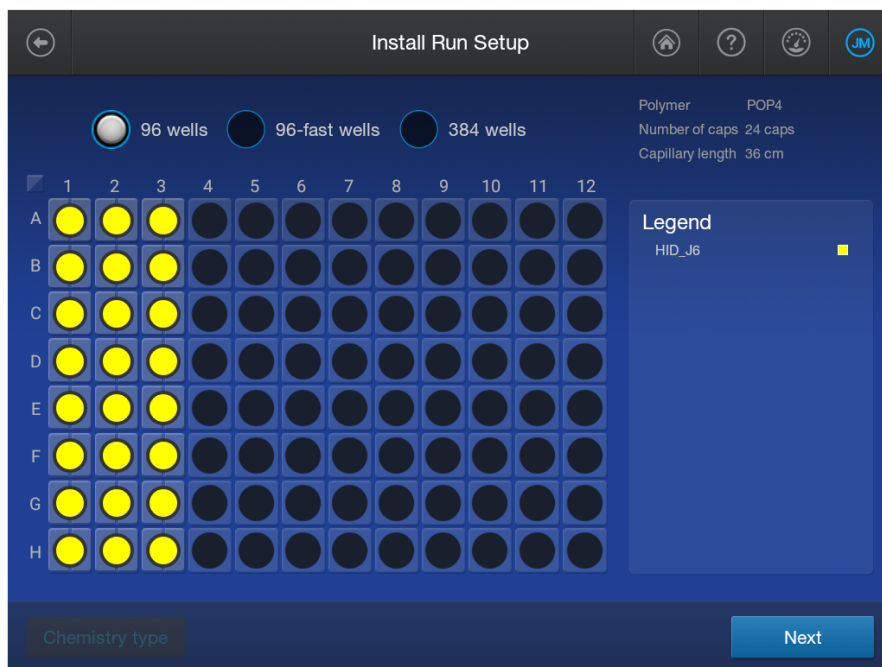 Install Run Setup
?
JM
96 wells 96-fast wells 384 wells
Polymer POP4
Number of caps 24 caps
Capillary length 36 cm
1 2 3 4 5 6 7 8 9 10 11 12
A
B
C
D
E
F
G
H
Legend
HID_J6
Chemistry type
Next